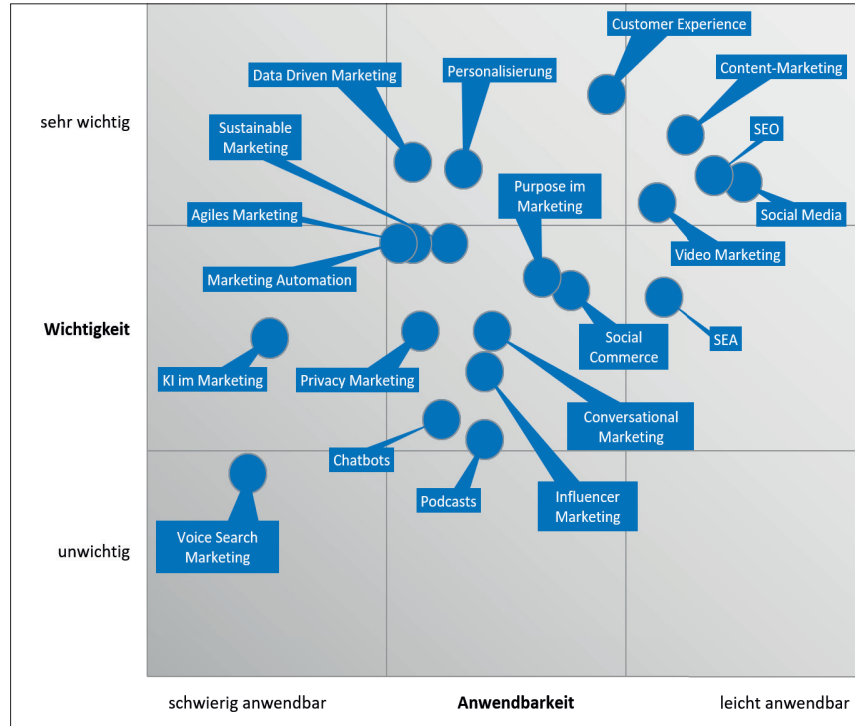 Customer Experience
Data Driven Marketing
Personalisierung
Content-Marketing
sehr wichtig
Sustainable
Marketing
SEO
Purpose im
Marketing
Agiles Marketing
Social Media
Video Marketing
Marketing Automation
Wichtigkeit
Social
Commerce
SEA
KI im Marketing
Privacy Marketing
Conversational
Marketing
Chatbots
Podcasts
Influencer
Marketing
Voice Search
Marketing
unwichtig
schwierig anwendbar
Anwendbarkeit
leicht anwendbar